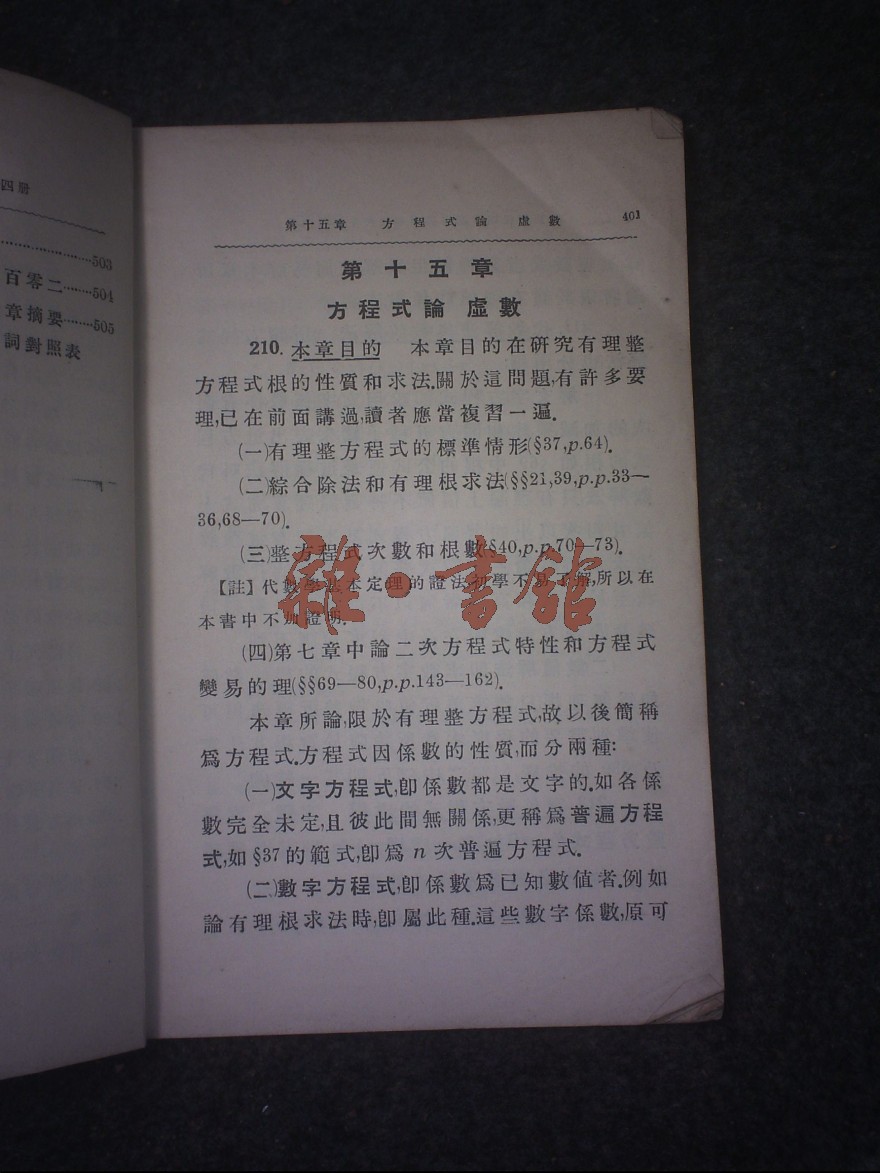 四册
503
百零二……504
章摘要……505
詞對照表
第十五章 方程式論 虛數 401
第十五章
方程式論 虛數
210. 本章目的 本章目的在研究有理整
方程式根的性質和求法.關於這問題,有許多要
理,已在前面講過,讀者應當複習一遍.
(一)有理整方程式的標準情形(§37,p.64).
(二)綜合除法和有理根求法(§§21,39,p.p.33—
36,68—70).
(三)整方程式次數和根數(§40,p.p.70—73).
【註】代數學基本定理的證法,初學不易了解,所以在
本書中不加證明.
(四)第七章中論二次方程式特性和方程式
變易的理(§§69—80,p.p.143—162).
本章所論,限於有理整方程式,故以後簡稱
爲方程式.方程式因係數的性質,而分兩種:
(一)文字方程式,卽係數都是文字的.如各係
數完全未定,且彼此間無關係,更稱爲普遍方程
式,如§37的範式,卽爲n次普遍方程式.
(二)數字方程式,卽係數爲已知數値者.例如
論有理根求法時,卽屬此種.這些數字係數,原可
雜·書館